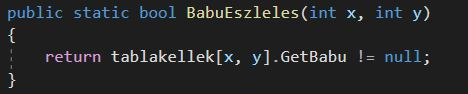 public static bool BabuEszleles(int x, int y)
{
    return tablakellek[x, y].GetBabu != null;
}